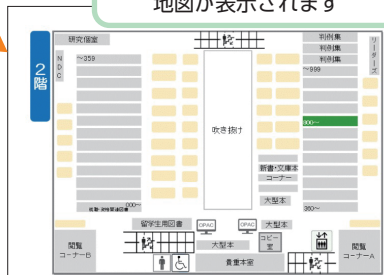 地図が表示されます
2階
研究個室
NDC
～359
判例集
判例集
判例集
～999
リーダーズ
吹き抜け
900～
新書・文庫本
コーナー
大型本
000～
360～
留学生用図書
OPAC
OPAC
大型本
大型本
コピー
室
貴重本室
閲覧
コーナーB
閲覧
コーナーA